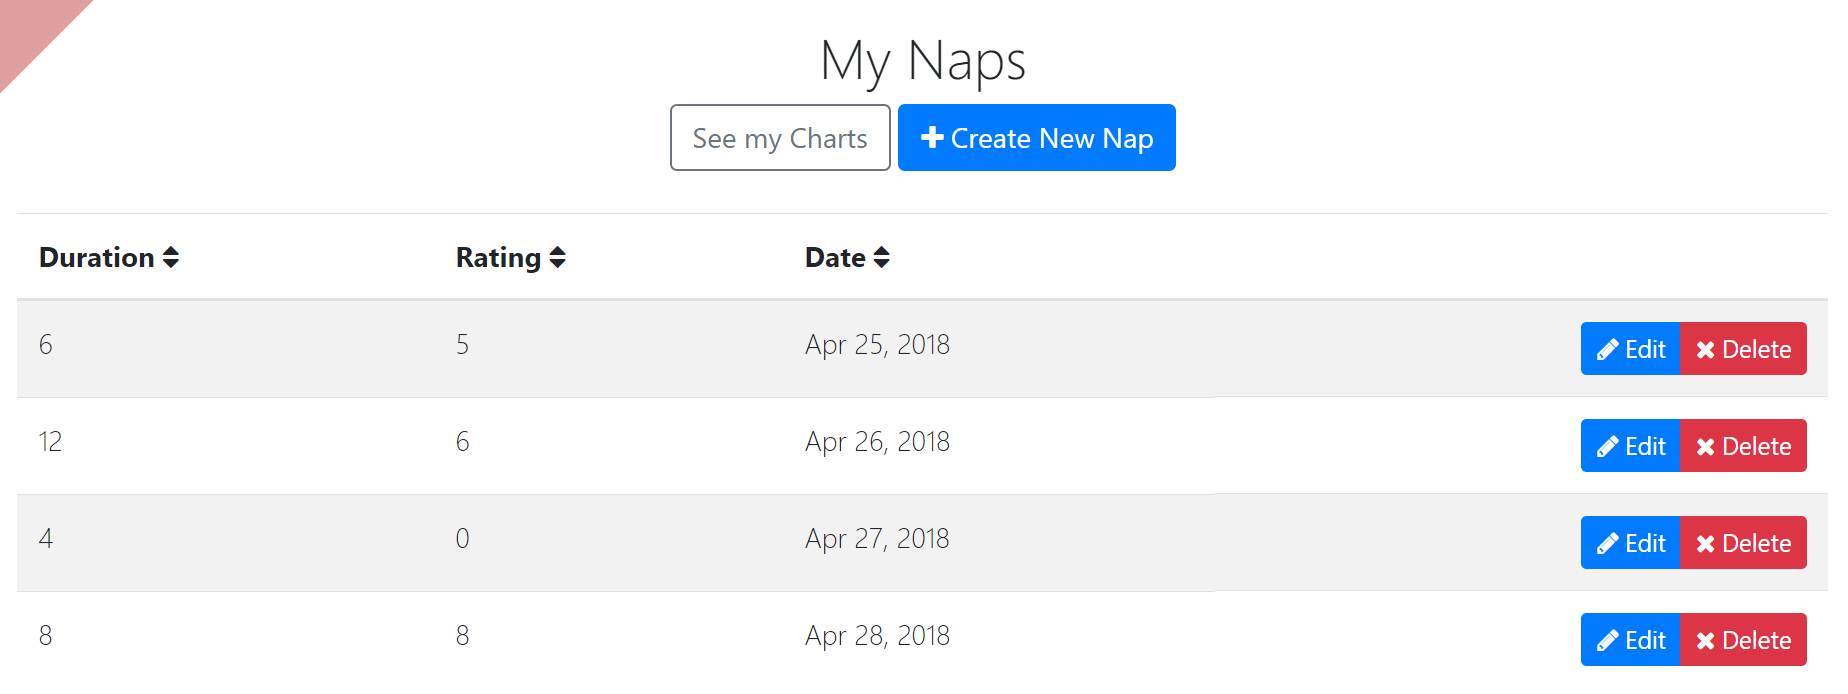 My Naps
See my Charts Create New Nap
Duration Rating Date
6 5 Apr 25, 2018 Edit Delete
12 6 Apr 26, 2018 Edit Delete
4 0 Apr 27, 2018 Edit Delete
8 8 Apr 28, 2018 Edit Delete